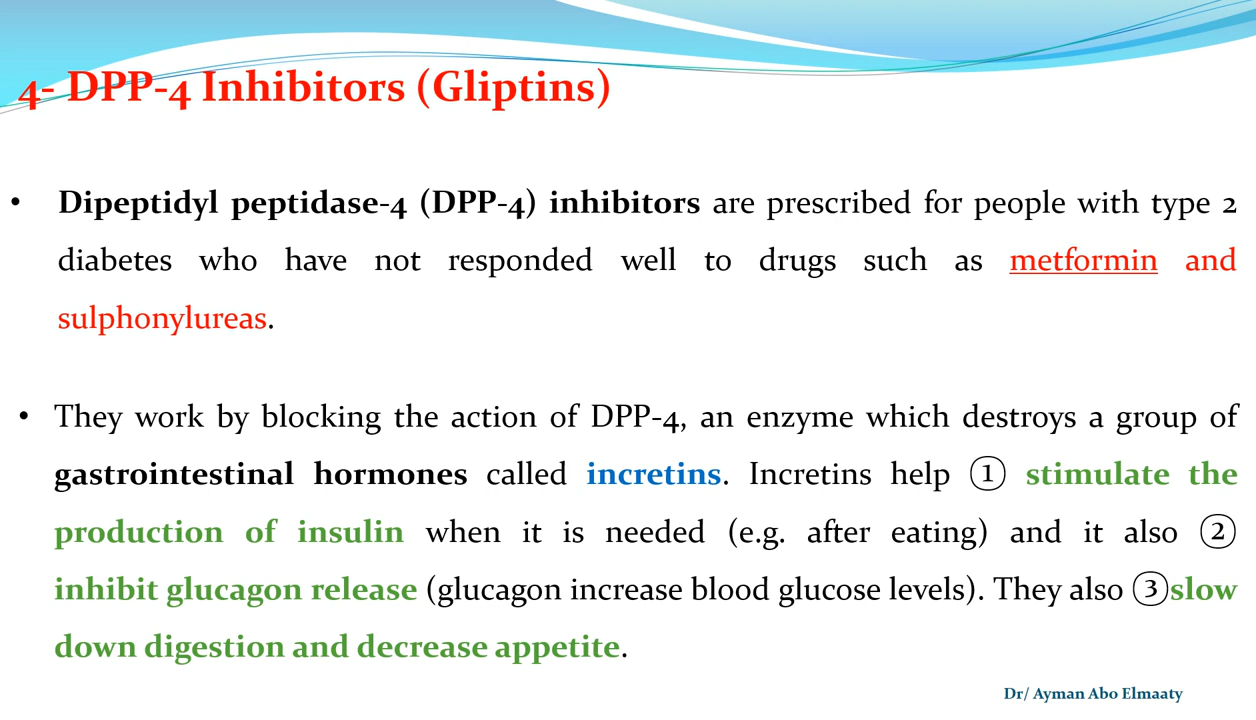 4- DPP-4 Inhibitors (Gliptins)
• Dipeptidyl peptidase-4 (DPP-4) inhibitors are prescribed for people with type 2
diabetes who have not responded well to drugs such as metformin and
sulphonylureas.
• They work by blocking the action of DPP-4, an enzyme which destroys a group of
gastrointestinal hormones called incretins. Incretins help ① stimulate the
production of insulin when it is needed (e.g. after eating) and it also ②
inhibit glucagon release (glucagon increase blood glucose levels). They also ③slow
down digestion and decrease appetite.
Dr/ Ayman Abo Elmaaty